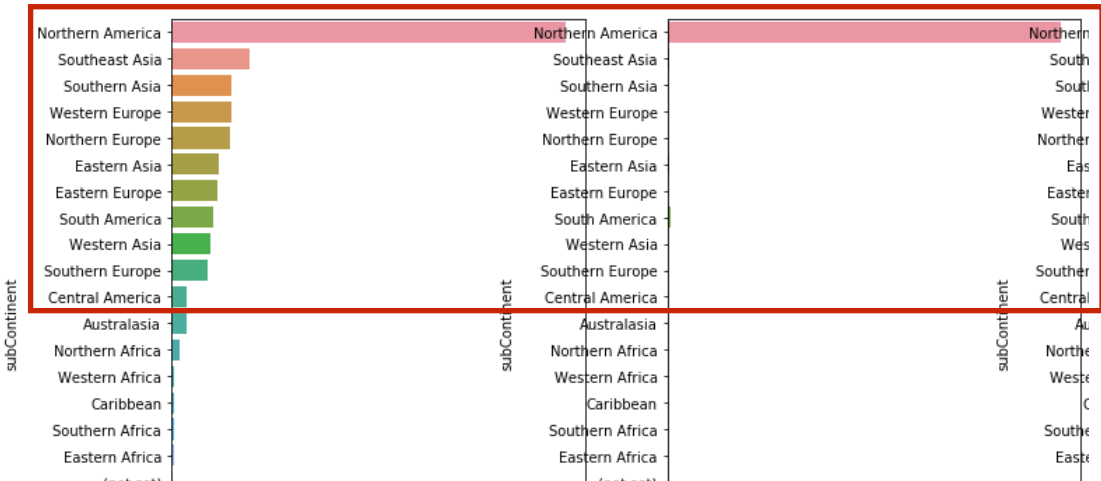 Northern America
Southeast Asia
Southern Asia
Western Europe
Northern Europe
Eastern Asia
Eastern Europe
South America
Western Asia
Southern Europe
Central America
Australasia
Northern Africa
Western Africa
Caribbean
Southern Africa
Eastern Africa
subContinent
Northern America
Southeast Asia
Southern Asia
Western Europe
Northern Europe
Eastern Asia
Eastern Europe
South America
Western Asia
Southern Europe
Central America
Australasia
Northern Africa
Western Africa
Caribbean
Southern Africa
Eastern Africa
subContinent
Northern